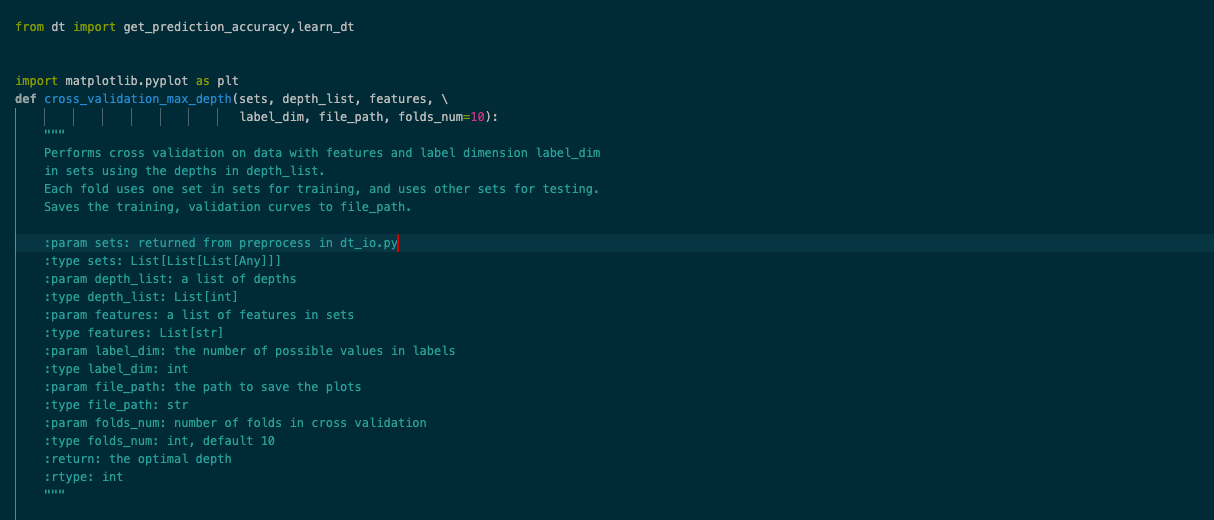 from dt import get_prediction_accuracy,learn_dt
import matplotlib.pyplot as plt
def cross_validation_max_depth(sets, depth_list, features, \
label_dim, file_path, folds_num=10):
"""
Performs cross validation on data with features and label dimension label_dim
in sets using the depths in depth_list.
Each fold uses one set in sets for training, and uses other sets for testing.
Saves the training, validation curves to file_path.
:param sets: returned from preprocess in dt_io.py
:type sets: List[List[List[Any]]]
:param depth_list: a list of depths
:type depth_list: List[int]
:param features: a list of features in sets
:type features: List[str]
:param label_dim: the number of possible values in labels
:type label_dim: int
:param file_path: the path to save the plots
:type file_path: str
:param folds_num: number of folds in cross validation
:type folds_num: int, default 10
:return: the optimal depth
:rtype: int
"""